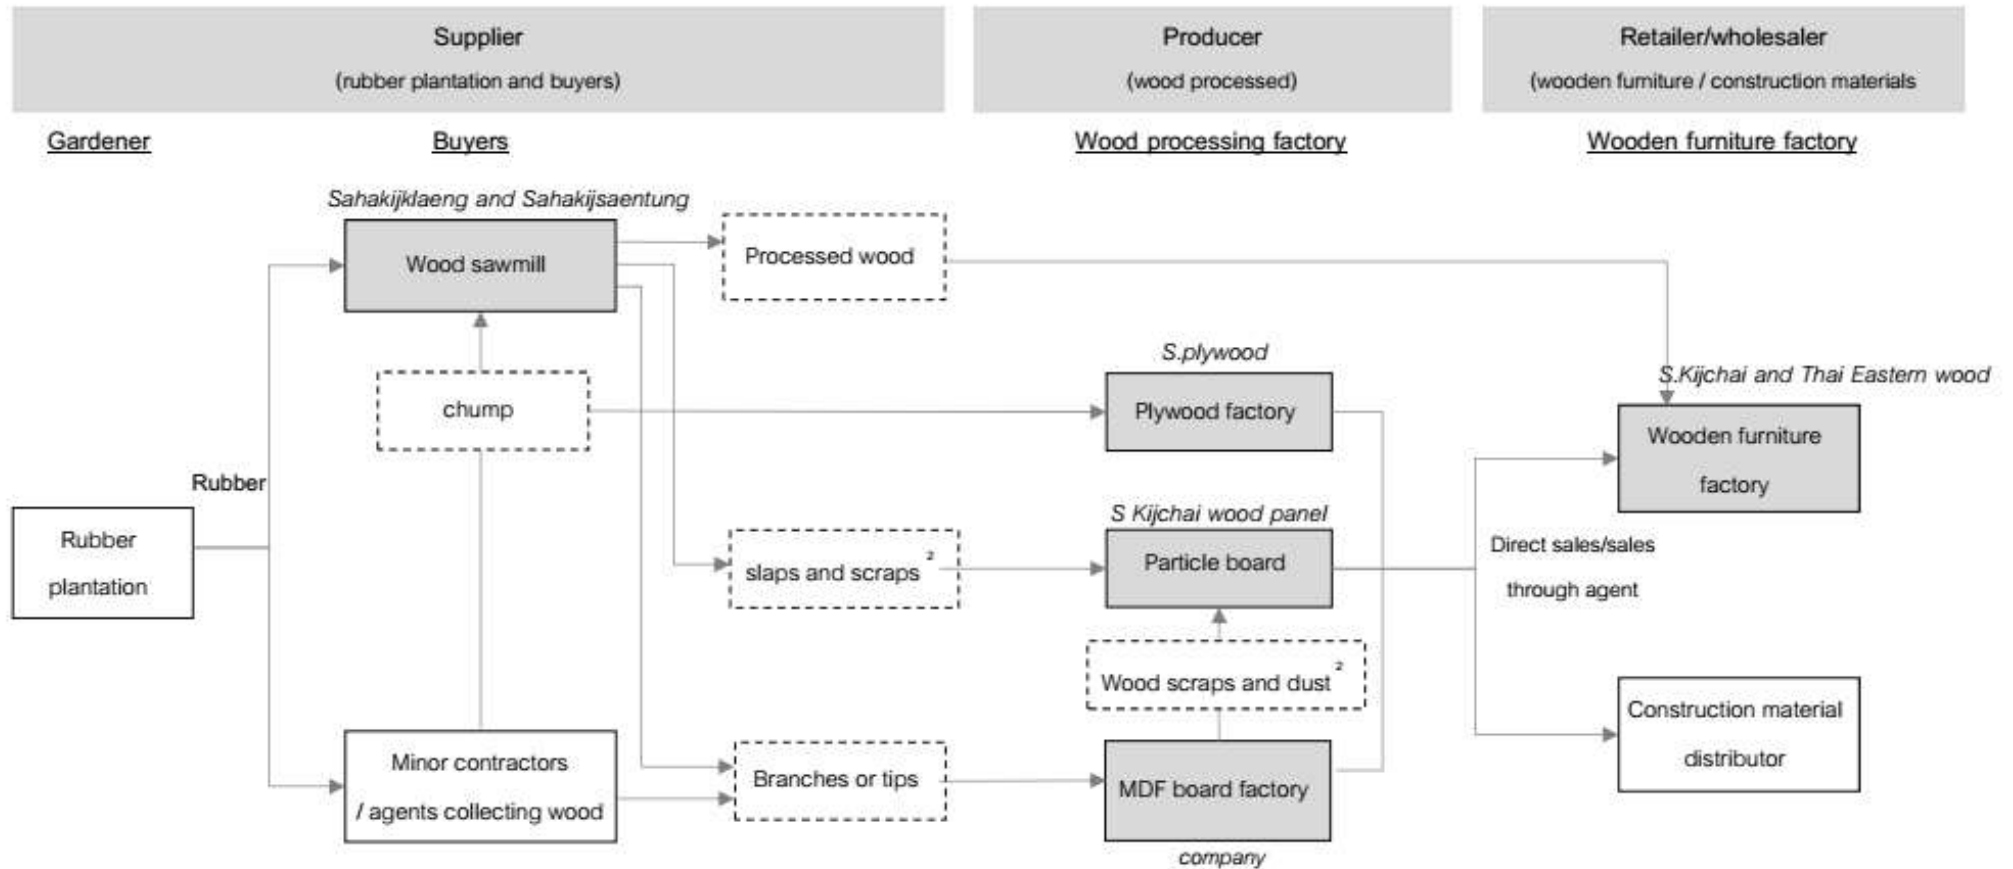 Supplier
(rubber plantation and buyers)
Producer
(wood processed)
Retailer/wholesaler
(wooden furniture / construction materials
Gardener
Buyers
Wood processing factory
Wooden furniture factory
Sahakijklaeng and Sahakijsaentung
Wood sawmill
Processed wood
chump
S.plywood
Plywood factory
S.Kijchai and Thai Eastern wood
Wooden furniture
factory
Rubber
Rubber
plantation
slaps and scraps ²
S Kijchai wood panel
Particle board
Direct sales/sales
through agent
Wood scraps and dust ²
Minor contractors
/ agents collecting wood
Branches or tips
MDF board factory
company
Construction material
distributor